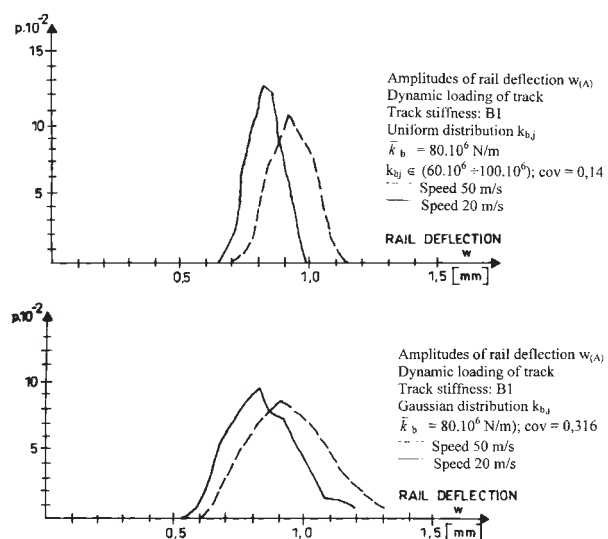 p.10⁻²
15
10
5
0,5
1,0
1,5 [mm]
RAIL DEFLECTION
w
Amplitudes of rail deflection w(A)
Dynamic loading of track
Track stiffness: B1
Uniform distribution kb,j
k̄ b = 80.10⁶ N/m
kbj ∈ (60.10⁶ ÷100.10⁶); cov = 0,14
Speed 50 m/s
Speed 20 m/s
p.10⁻²
10
5
0,5
1,0
1,5 [mm]
RAIL DEFLECTION
w
Amplitudes of rail deflection w(A)
Dynamic loading of track
Track stiffness: B1
Gaussian distribution kb,j
k̄ b = 80.10⁶ N/m); cov = 0,316
Speed 50 m/s
Speed 20 m/s